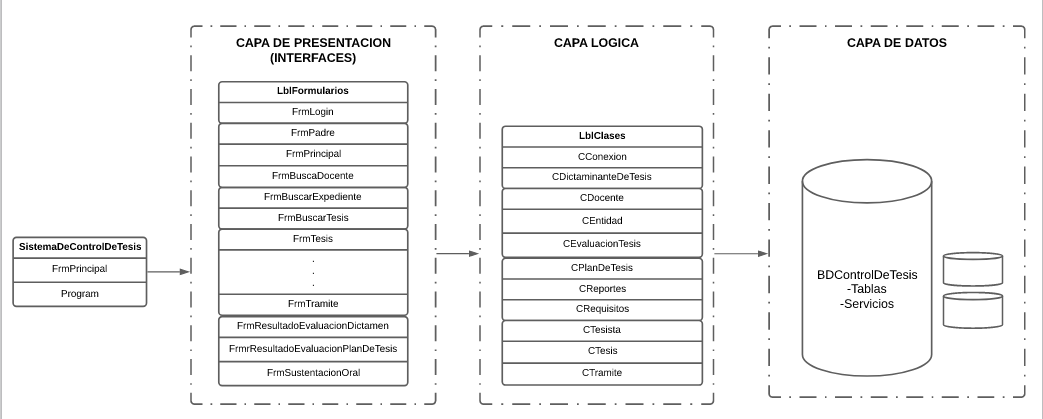 SistemaDeControlDeTesis
FrmPrincipal
Program
CAPA DE PRESENTACION
(INTERFACES)
LblFormularios
FrmLogin
FrmPadre
FrmPrincipal
FrmBuscaDocente
FrmBuscarExpediente
FrmBuscarTesis
FrmTesis
.
.
.
FrmTramite
FrmResultadoEvaluacionDictamen
FrmrResultadoEvaluacionPlanDeTesis
FrmSustentacionOral
CAPA LOGICA
LblClases
CConexion
CDictaminanteDeTesis
CDocente
CEntidad
CEvaluacionTesis
CPlanDeTesis
CReportes
CRequisitos
CTesista
CTesis
CTramite
CAPA DE DATOS
BDControlDeTesis
-Tablas
-Servicios